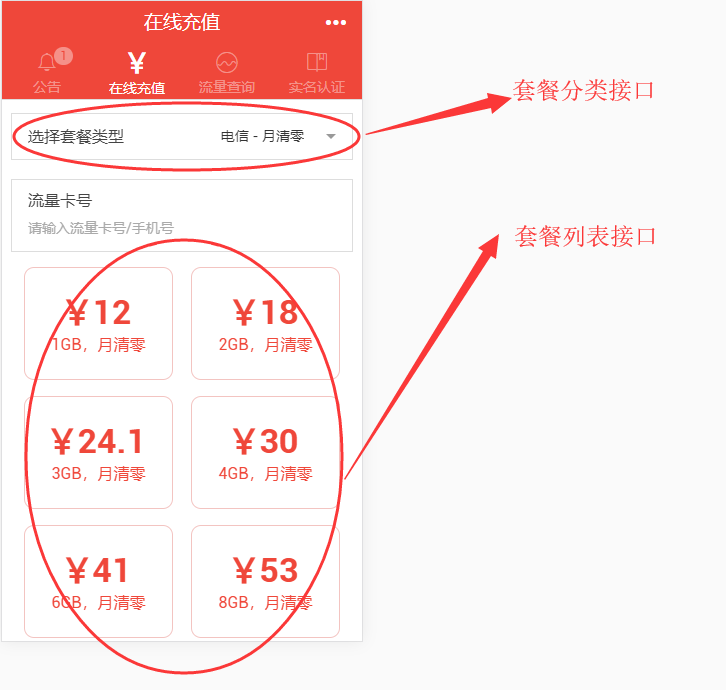 在线充值
1
公告
¥
在线充值
流量查询
实名认证
选择套餐类型
电信 - 月清零
套餐分类接口
流量卡号
请输入流量卡号/手机号
套餐列表接口
￥12
1GB，月清零
￥18
2GB，月清零
￥24.1
3GB，月清零
￥30
4GB，月清零
￥41
6GB，月清零
￥53
8GB，月清零